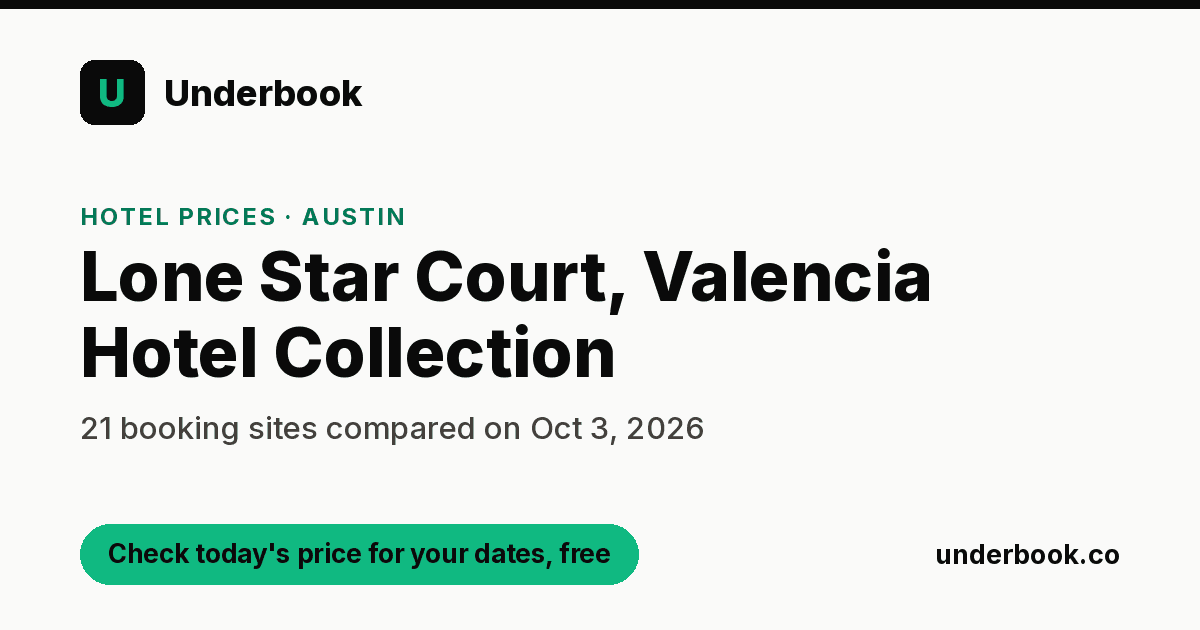 U Underbook
HOTEL PRICES · AUSTIN
Lone Star Court, Valencia
Hotel Collection
21 booking sites compared on Oct 3, 2026
Check today's price for your dates, free
underbook.co